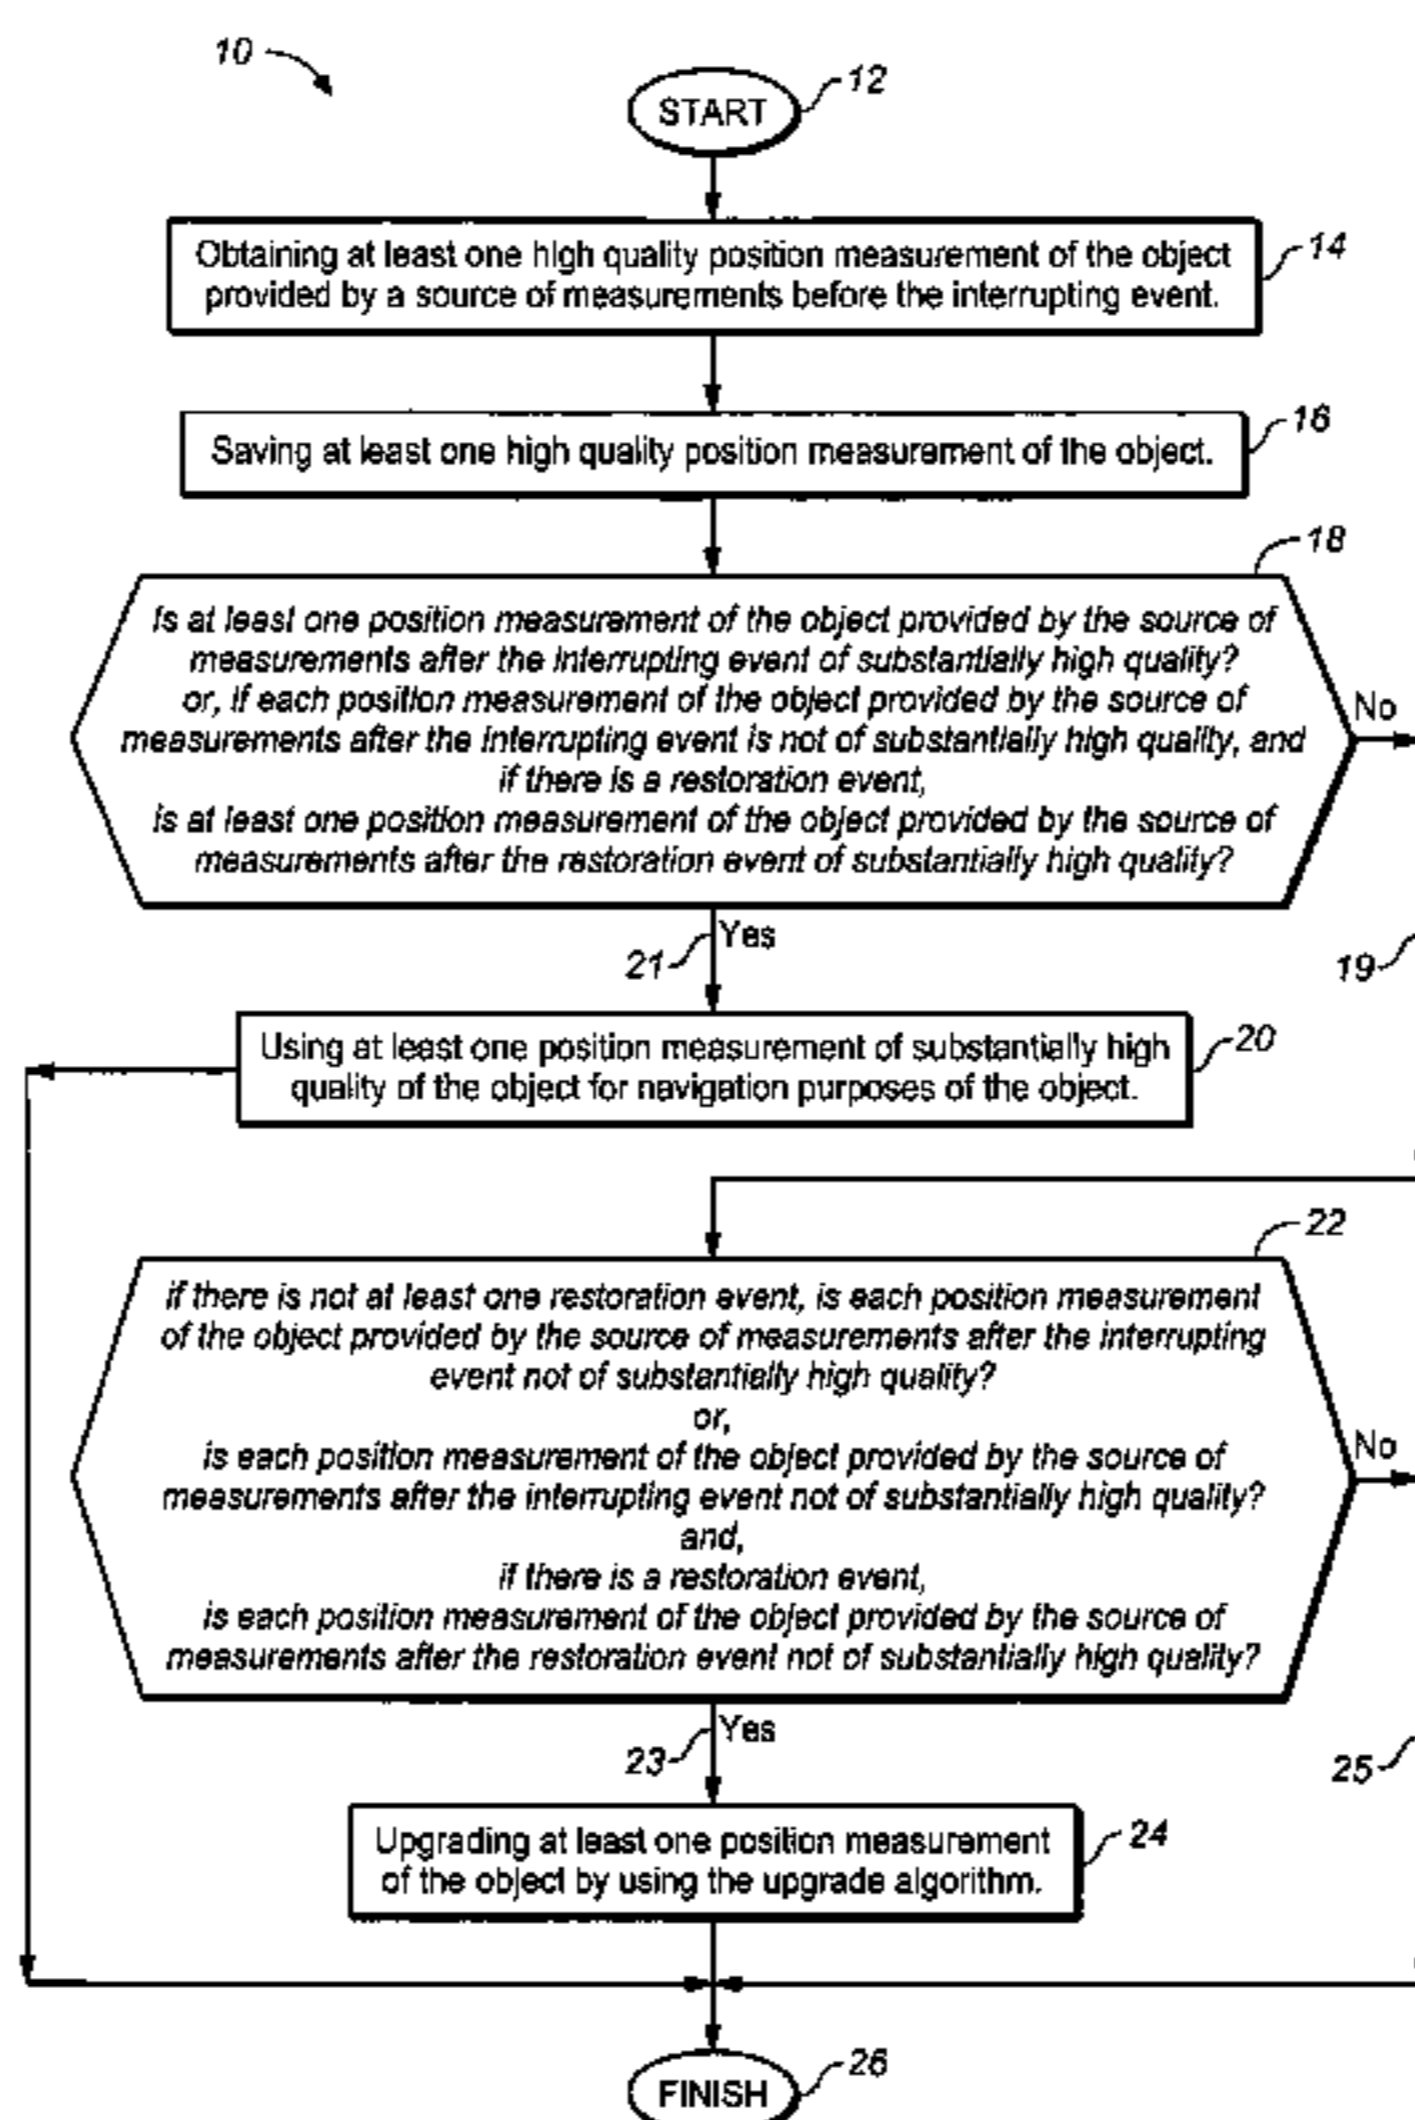 10
START
12
Obtaining at least one high quality position measurement of the object
provided by a source of measurements before the interrupting event.
14
Saving at least one high quality position measurement of the object.
16
18
Is at least one position measurement of the object provided by the source of
measurements after the interrupting event of substantially high quality?
or, if each position measurement of the object provided by the source of
measurements after the interrupting event is not of substantially high quality, and
if there is a restoration event,
is at least one position measurement of the object provided by the source of
measurements after the restoration event of substantially high quality?
No
Yes
21
19
Using at least one position measurement of substantially high
quality of the object for navigation purposes of the object.
20
22
if there is not at least one restoration event, is each position measurement
of the object provided by the source of measurements after the interrupting
event not of substantially high quality?
or,
is each position measurement of the object provided by the source of
measurements after the interrupting event not of substantially high quality?
and,
if there is a restoration event,
is each position measurement of the object provided by the source of
measurements after the restoration event not of substantially high quality?
No
Yes
23
25
Upgrading at least one position measurement
of the object by using the upgrade algorithm.
24
FINISH
26